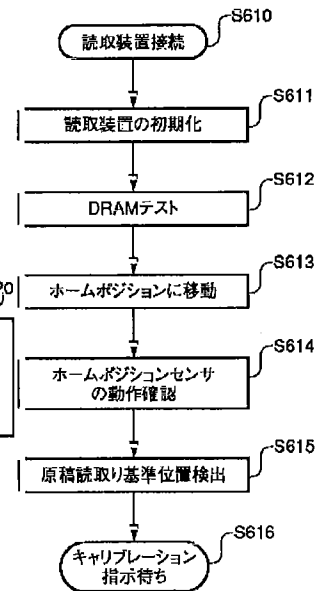 S610
読取装置接続
S611
読取装置の初期化
S612
DRAMテスト
S613
ホームポジションに移動
S614
ホームポジションセンサ
の動作確認
S615
原稿読取り基準位置検出
S616
キャリブレーション
指示待ち